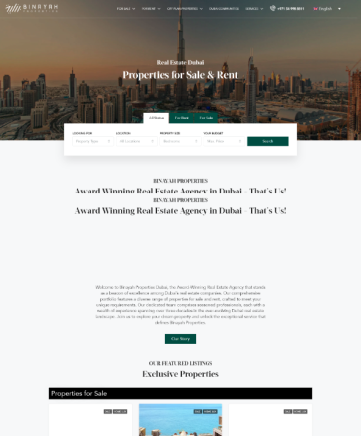 BINAYAH
PROPERTIES
FOR SALE FOR RENT OFF PLAN PROPERTIES DUBAI COMMUNITIES SERVICES English
Real Estate Dubai
Properties for Sale & Rent
All Status For Rent For Sale
LOOKING FOR LOCATION PROPERTY SIZE YOUR BUDGET
Property Type All Locations Bedrooms Max. Price Search
BINAYAH PROPERTIES
Award Winning Real Estate Agency in Dubai – That's Us!
BINAYAH PROPERTIES
Award Winning Real Estate Agency in Dubai – That's Us!
Welcome to Binayah Properties Dubai, the Award-Winning Real Estate Agency that stands
as a beacon of excellence among Dubai's real estate companies. Our comprehensive
portfolio features a diverse range of properties for sale and rent, crafted to meet your
unique requirements. Our dedicated team comprises seasoned professionals, each with a
wealth of experience spanning over three decades in the awe-inspiring Dubai real estate
landscape. Join us to explore your dream property and unlock the exceptional service that
defines Binayah Properties.
Our Story
OUR FEATURED LISTINGS
Exclusive Properties
Properties for Sale